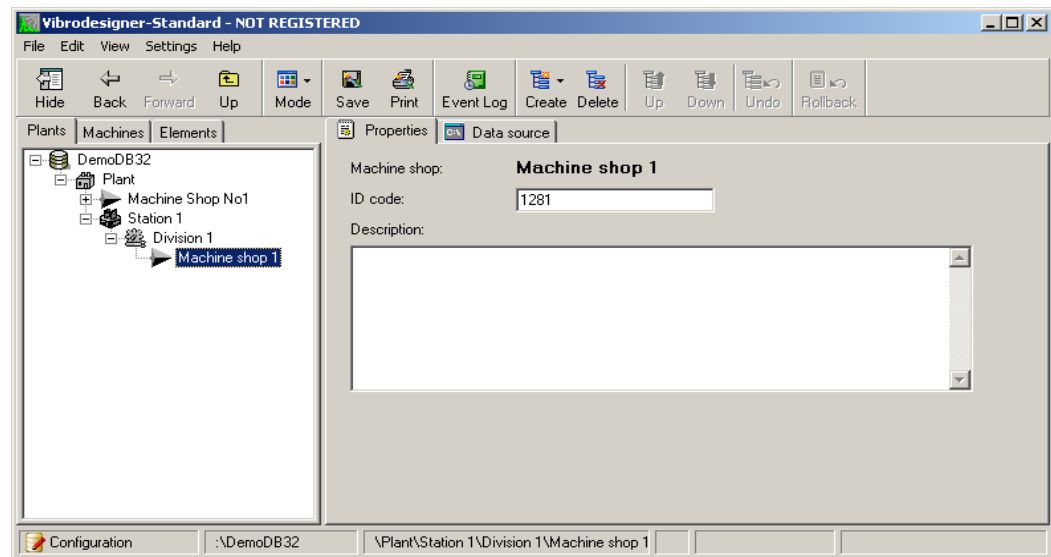 Vibrodesigner-Standard - NOT REGISTERED
File Edit View Settings Help
Hide Back Forward Up Mode Save Print Event Log Create Delete Up Down Undo Rollback
Plants Machines Elements Properties Data source
DemoDB32
Plant
Machine Shop No1
Station 1
Division 1
Machine shop 1
Machine shop: Machine shop 1
ID code: 1281
Description:
Configuration :\DemoDB32 \Plant\Station 1\Division 1\Machine shop 1